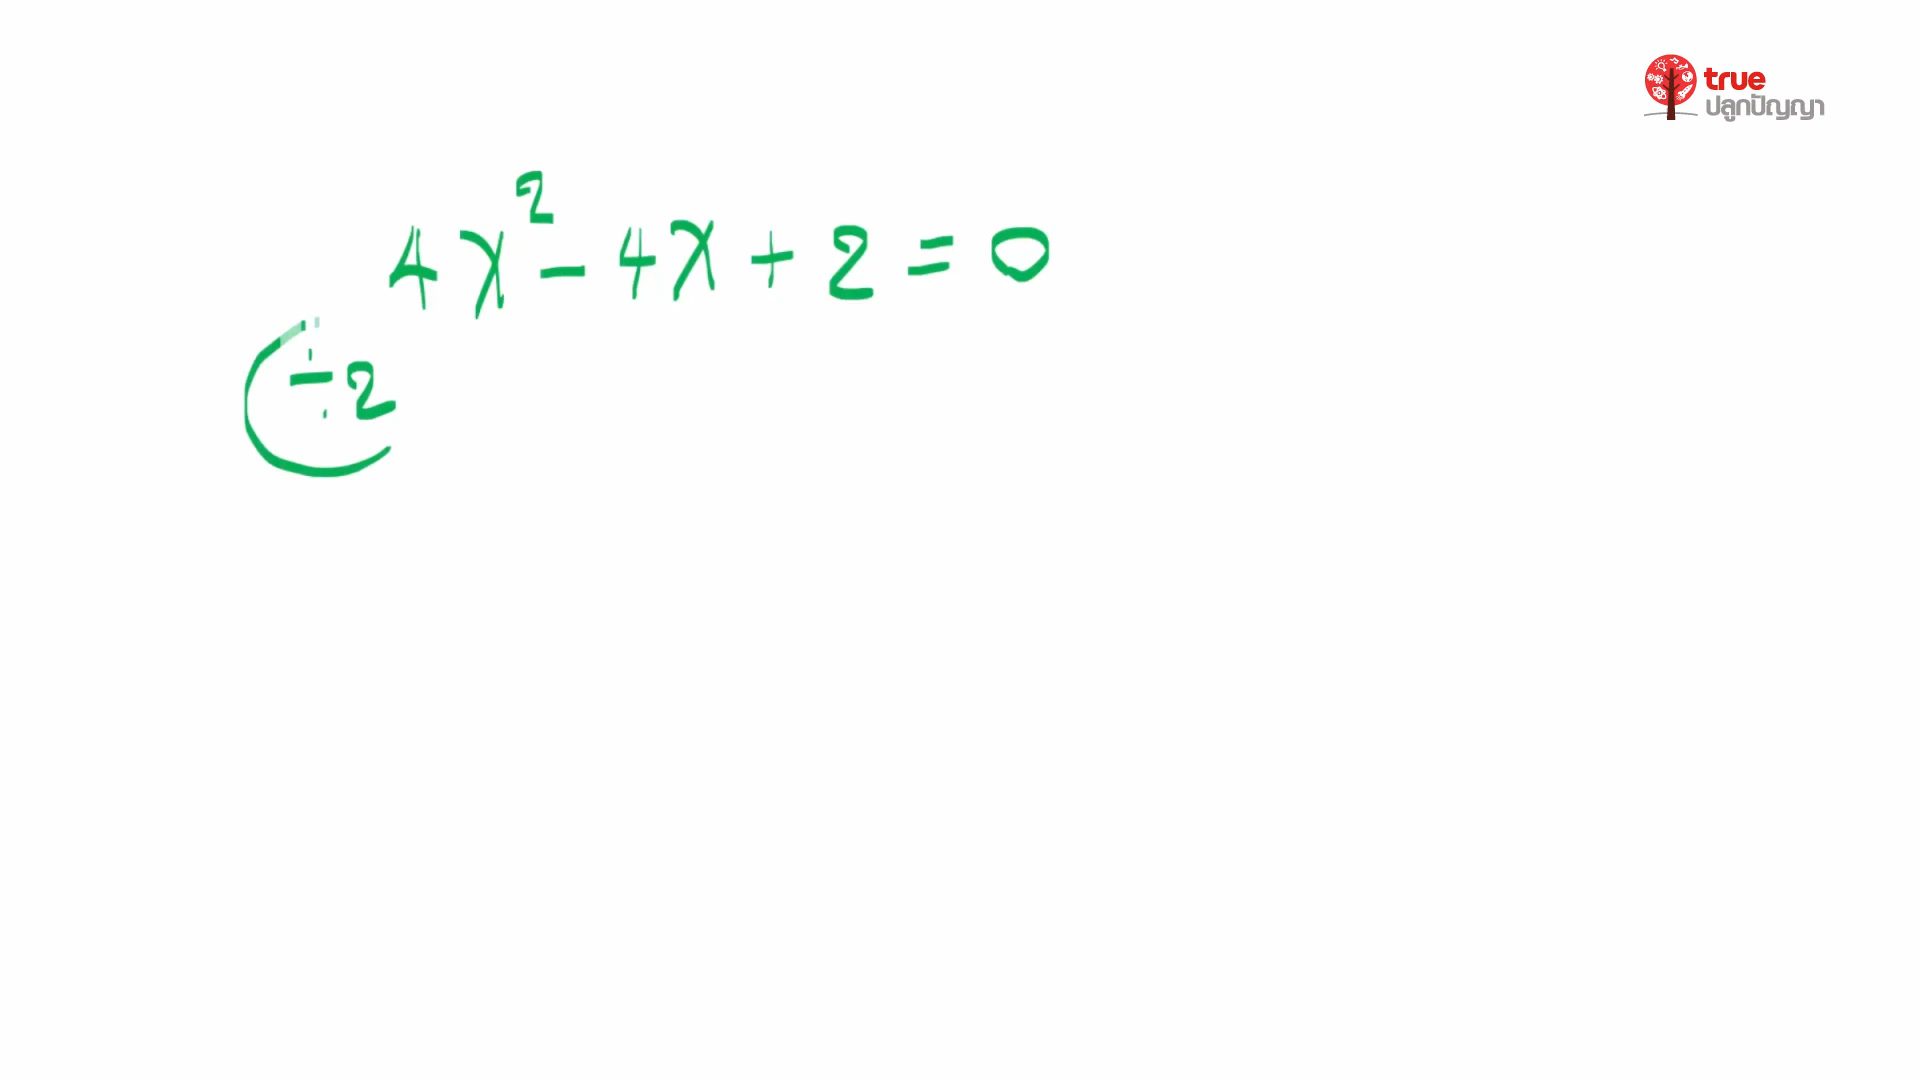 true
ปลูกปัญญา
4x² - 4x + 2 = 0
÷2